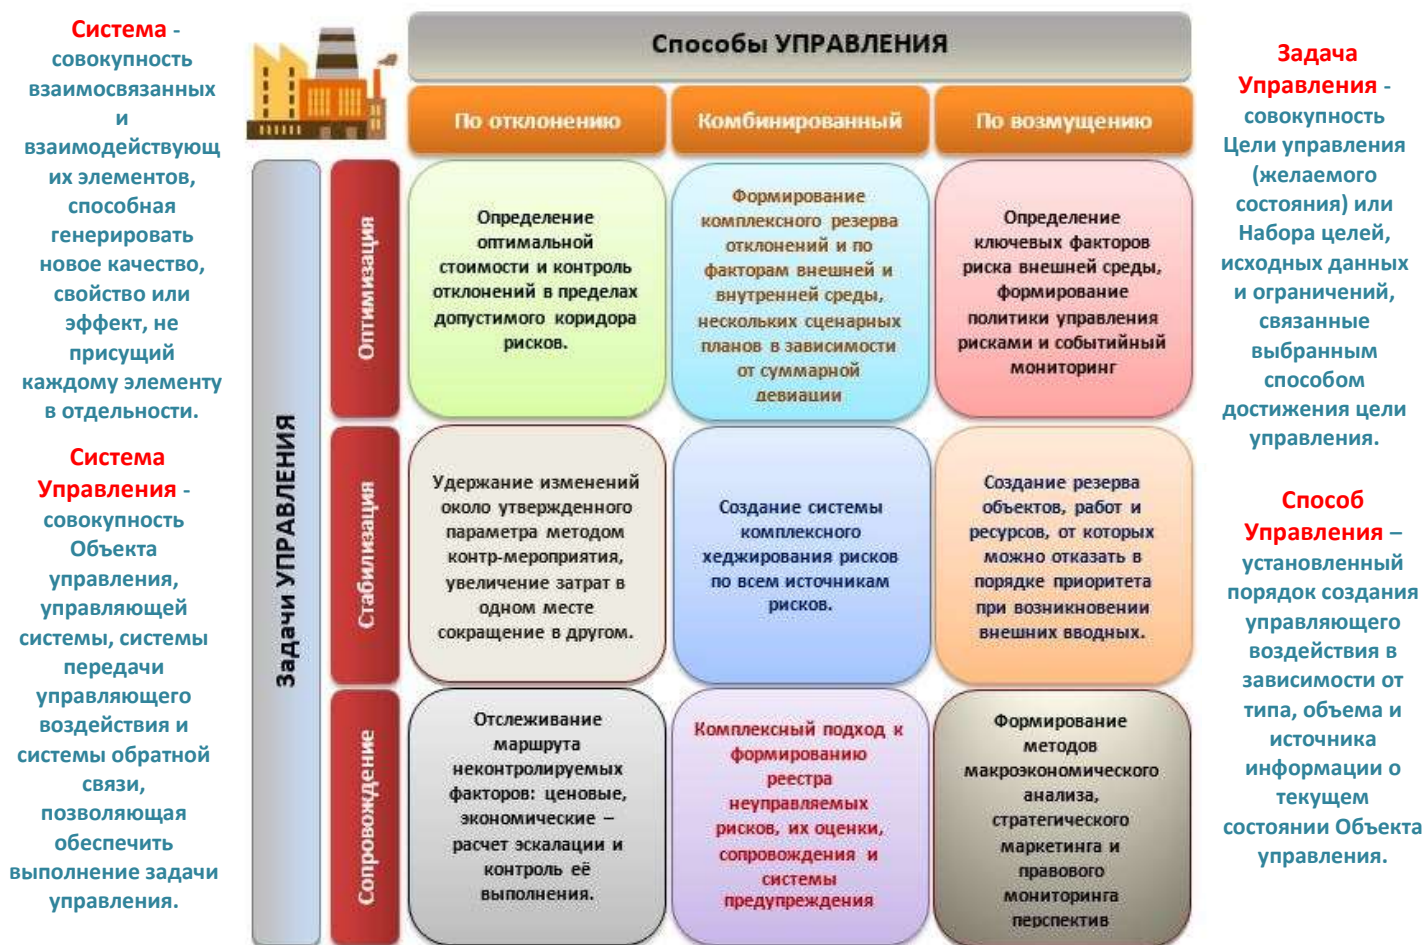 Система -
совокупность
взаимосвязанных
и
взаимодействующ
их элементов,
способная
генерировать
новое качество,
свойство или
эффект, не
присущий
каждому элементу
в отдельности.
Система
Управления -
совокупность
Объекта
управления,
управляющей
системы, системы
передачи
управляющего
воздействия и
системы обратной
связи,
позволяющая
обеспечить
выполнение задачи
управления.
Способы УПРАВЛЕНИЯ
По отклонению
Комбинированный
По возмущению
Задачи УПРАВЛЕНИЯ
Оптимизация
Определение
оптимальной
стоимости и контроль
отклонений в пределах
допустимого коридора
рисков.
Формирование
комплексного резерва
отклонений и по
факторам внешней и
внутренней среды,
нескольких сценарных
планов в зависимости
от суммарной
девиации
Определение
ключевых факторов
риска внешней среды,
формирование
политики управления
рисками и событийный
мониторинг
Стабилизация
Удержание изменений
около утвержденного
параметра методом
контр-мероприятия,
увеличение затрат в
одном месте
сокращение в другом.
Создание системы
комплексного
хеджирования рисков
по всем источникам
рисков.
Создание резерва
объектов, работ и
ресурсов, от которых
можно отказать в
порядке приоритета
при возникновении
внешних вводных.
Сопровождение
Отслеживание
маршрута
неконтролируемых
факторов: ценовые,
экономические –
расчет эскалации и
контроль её
выполнения.
Комплексный подход к
формированию
реестра
неуправляемых
рисков, их оценки,
сопровождения и
системы
предупреждения
Формирование
методов
макроэкономического
анализа,
стратегического
маркетинга и
правового
мониторинга
перспектив
Задача
Управления -
совокупность
Цели управления
(желаемого
состояния) или
Набора целей,
исходных данных
и ограничений,
связанные
выбранным
способом
достижения цели
управления.
Способ
Управления –
установленный
порядок создания
управляющего
воздействия в
зависимости от
типа, объема и
источника
информации о
текущем
состоянии Объекта
управления.